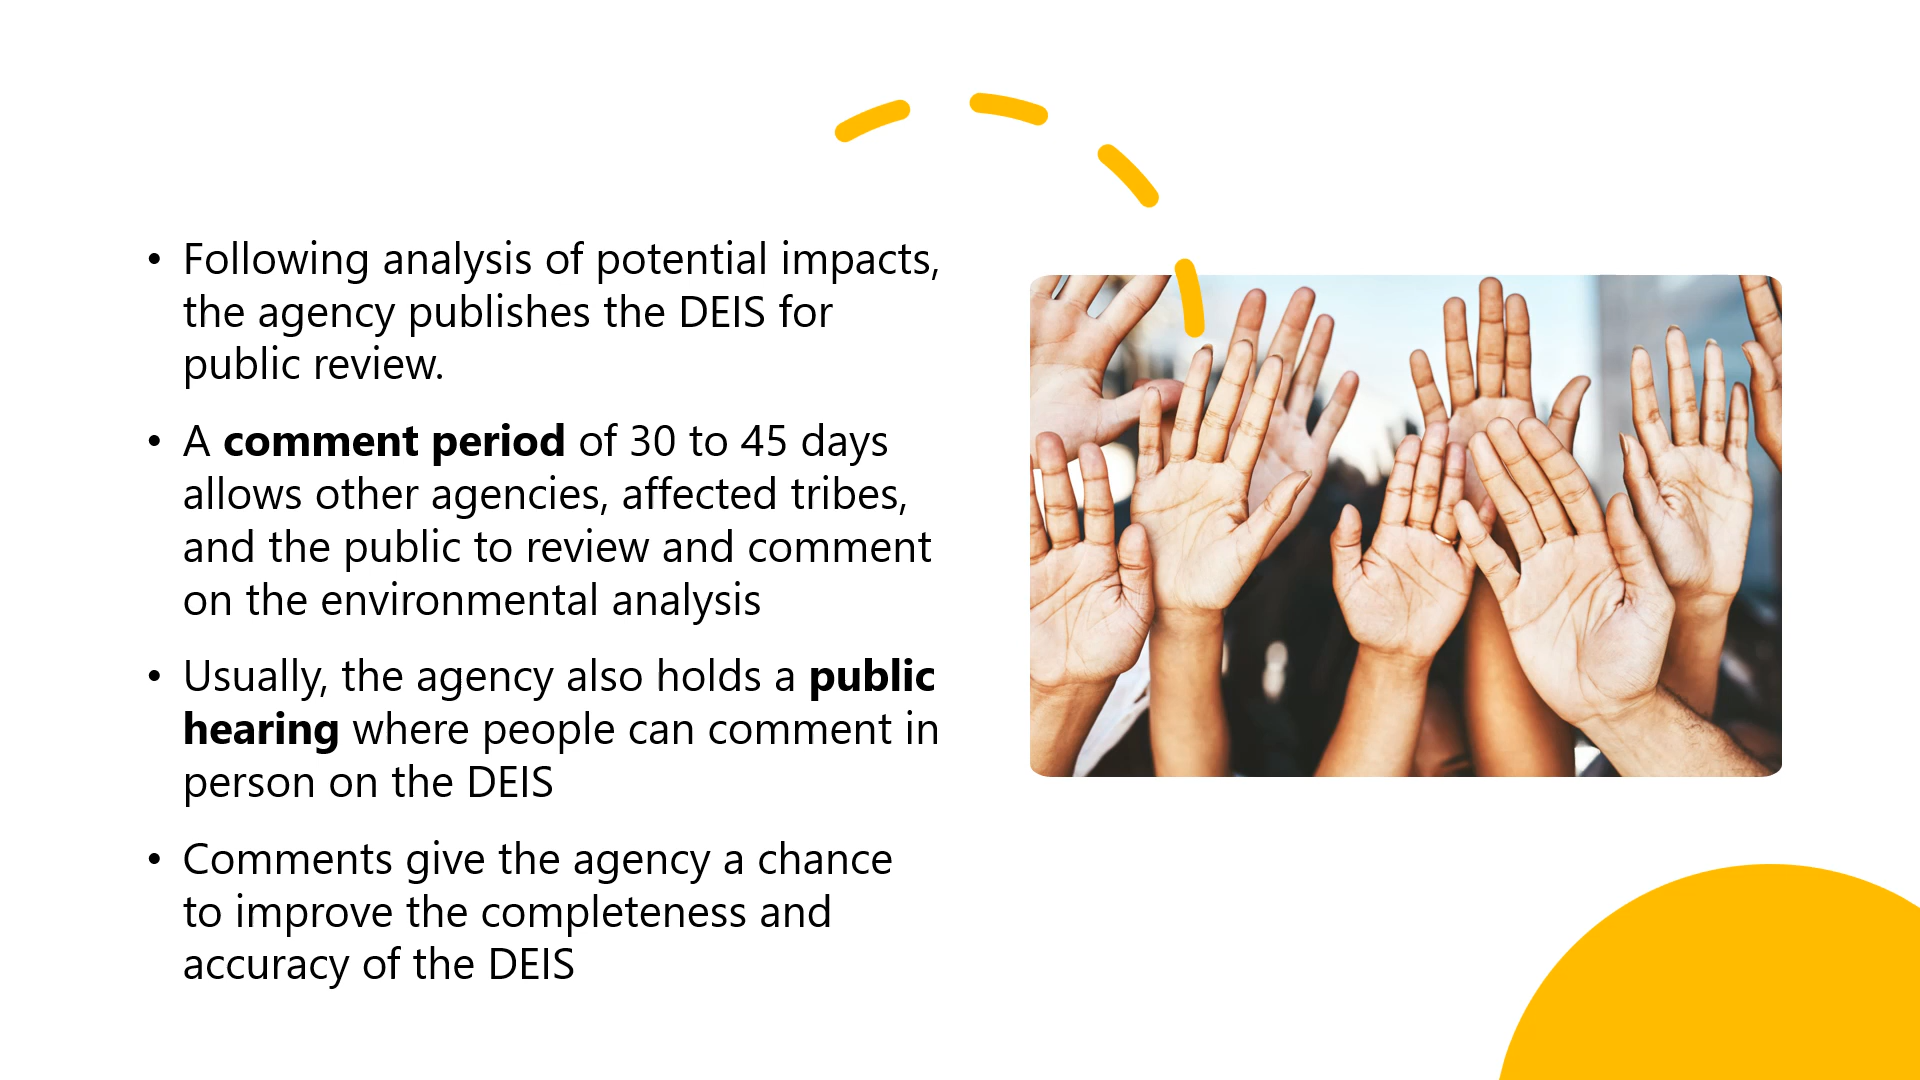 • Following analysis of potential impacts,
the agency publishes the DEIS for
public review.
• A comment period of 30 to 45 days
allows other agencies, affected tribes,
and the public to review and comment
on the environmental analysis
• Usually, the agency also holds a public
hearing where people can comment in
person on the DEIS
• Comments give the agency a chance
to improve the completeness and
accuracy of the DEIS